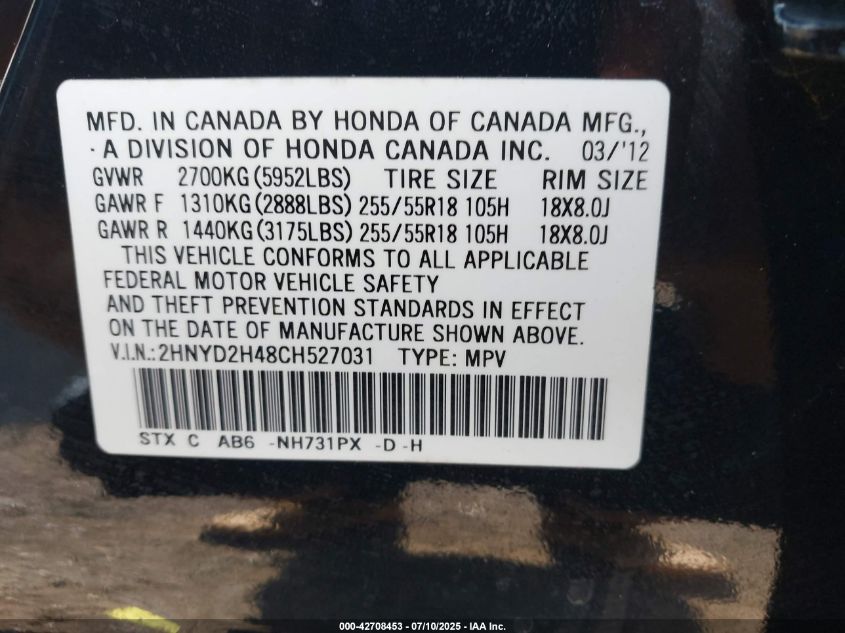 MFD. IN CANADA BY HONDA OF CANADA MFG.,
A DIVISION OF HONDA CANADA INC. 03/'12
GVWR 2700KG(5952LBS) TIRE SIZE RIM SIZE
GAWR F 1310KG(2888LBS) 255/55R18 105H 18X8.0J
GAWR R 1440KG(3175LBS) 255/55R18 105H 18X8.0J
THIS VEHICLE CONFORMS TO ALL APPLICABLE
FEDERAL MOTOR VEHICLE SAFETY
AND THEFT PREVENTION STANDARDS IN EFFECT
ON THE DATE OF MANUFACTURE SHOWN ABOVE.
V.I.N.:2HNYD2H48CH527031 TYPE: MPV
STX C AB6 -NH731PX -D -H
000-42708453 - 07/10/2025 - IAA Inc.